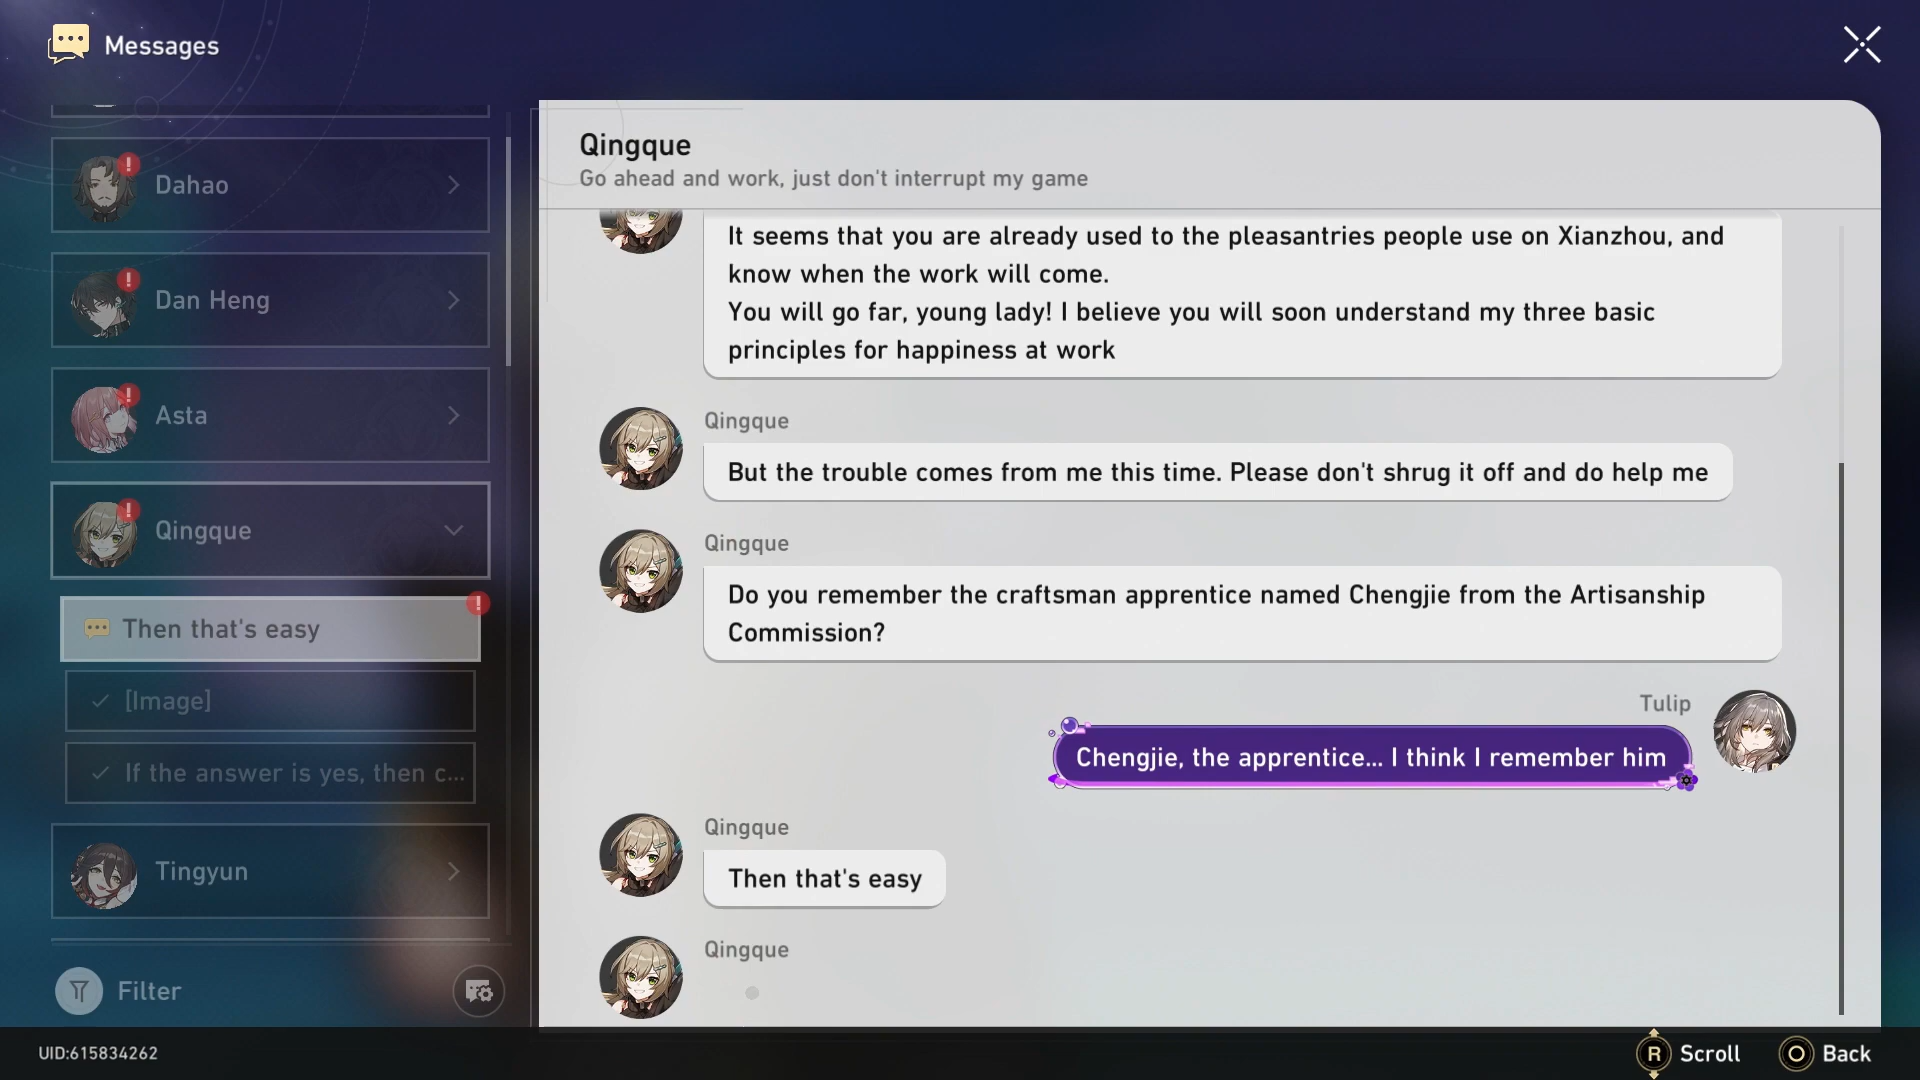 Messages
Dahao
Dan Heng
Asta
Qingque
Then that's easy
[Image]
If the answer is yes, then c...
Tingyun
Filter
Qingque
Go ahead and work, just don't interrupt my game
It seems that you are already used to the pleasantries people use on Xianzhou, and
know when the work will come.
You will go far, young lady! I believe you will soon understand my three basic
principles for happiness at work
Qingque
But the trouble comes from me this time. Please don't shrug it off and do help me
Qingque
Do you remember the craftsman apprentice named Chengjie from the Artisanship
Commission?
Tulip
Chengjie, the apprentice... I think I remember him
Qingque
Then that's easy
Qingque
UID:615834262
R Scroll
Back